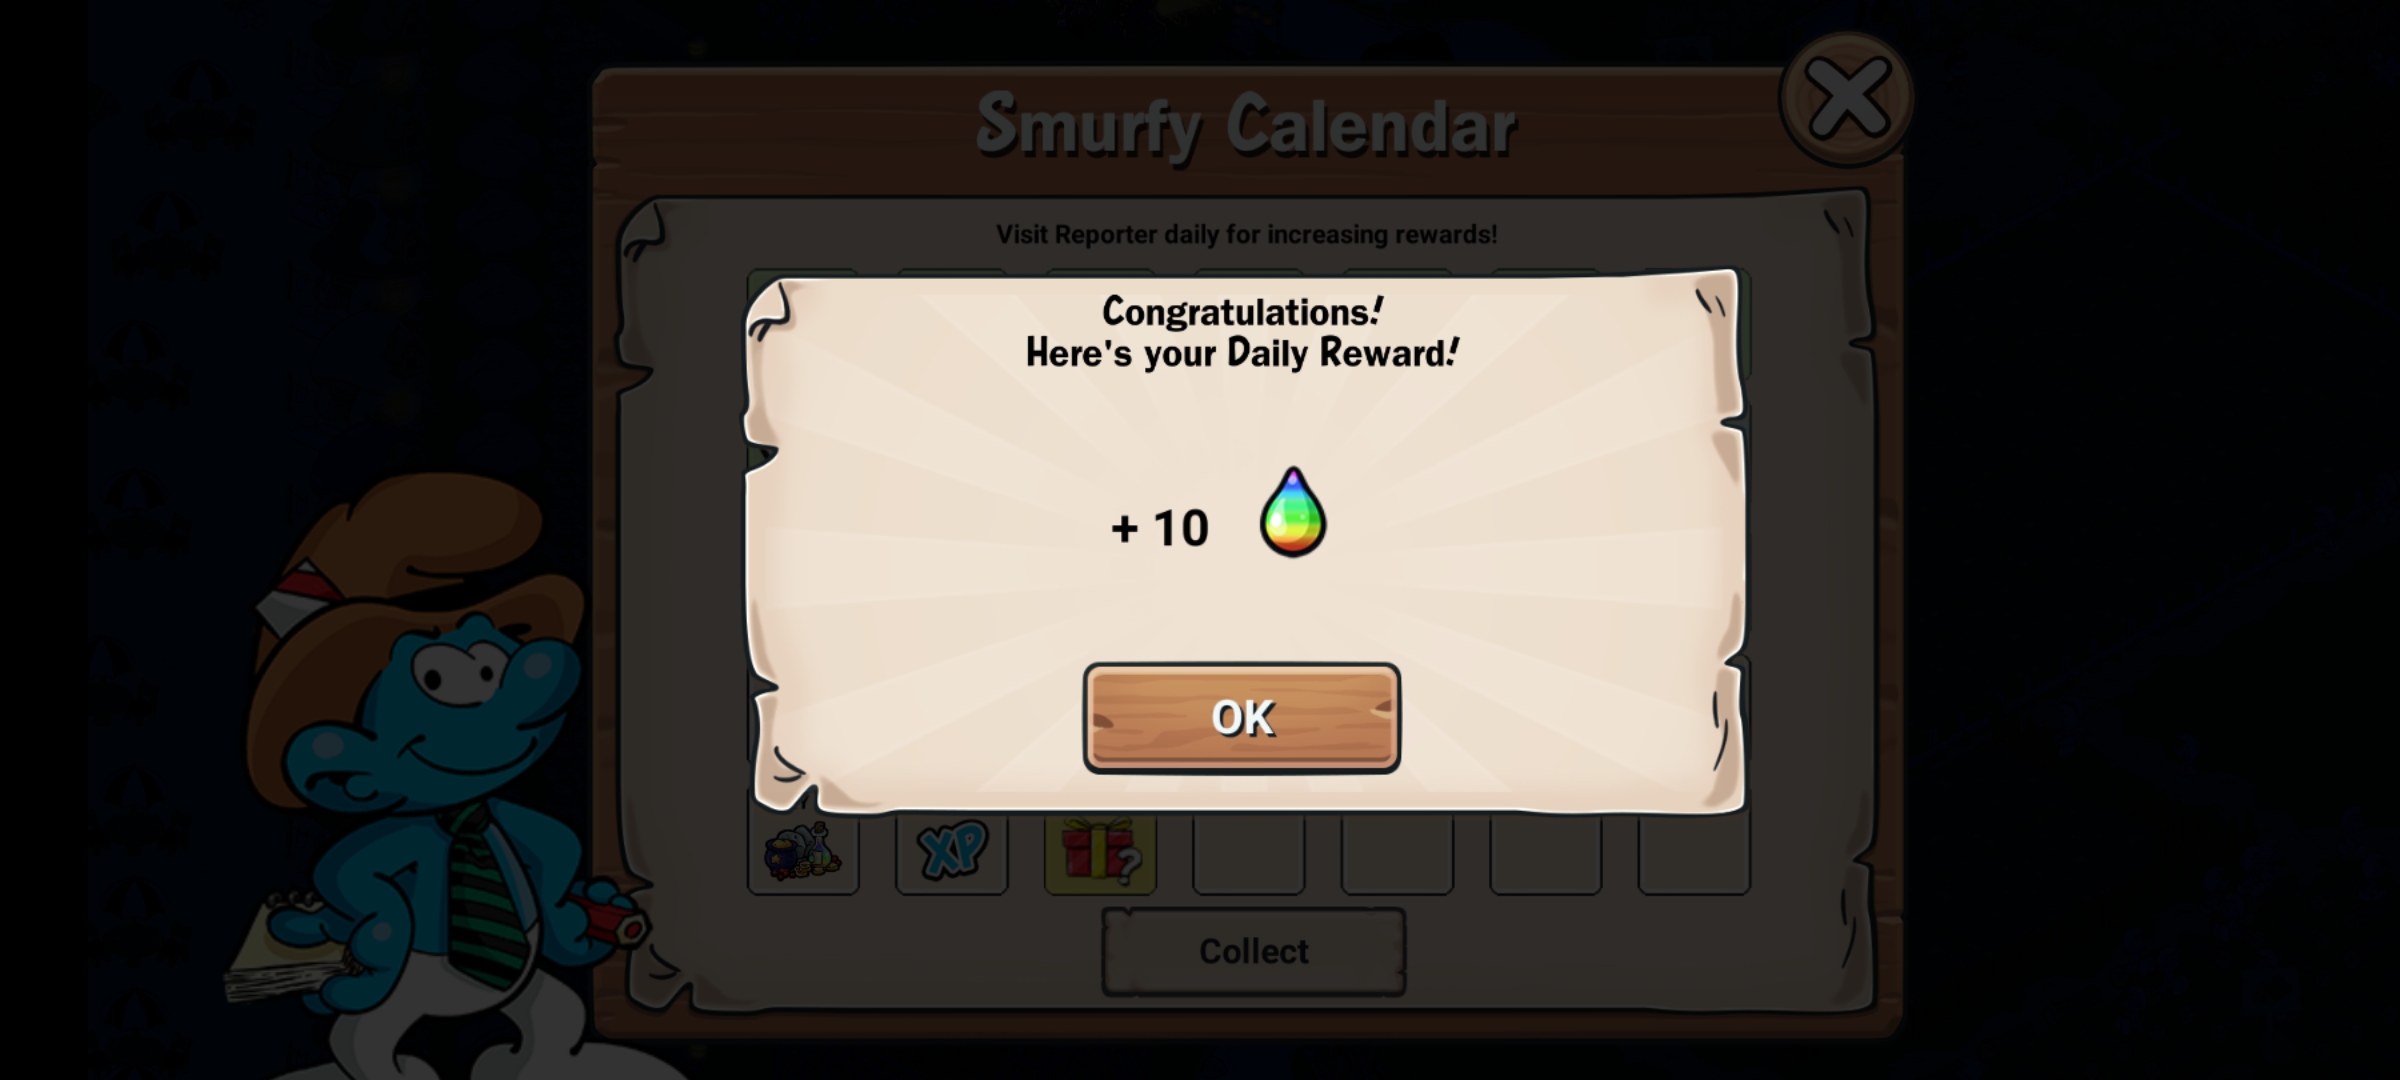 Smurfy Calendar
Visit Reporter daily for increasing rewards!
Congratulations!
Here's your Daily Reward!
+ 10
OK
XP
?
Collect